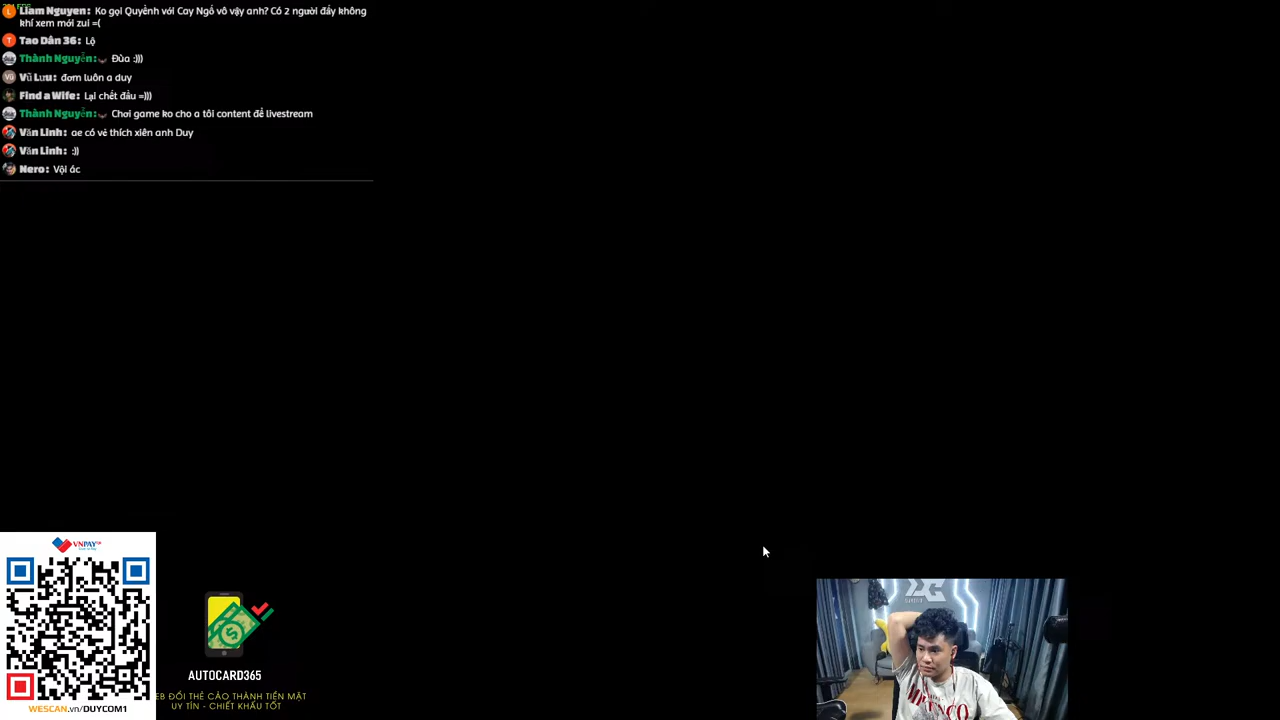 Liam Nguyen: Ko gọi Quyềnh với Cay Ngố vô vậy anh? Có 2 người đấy không
khí xem mới zui =(
Tao Dân 36: Lộ
Thành Nguyễn: Đùa :)))
Vũ Lưu: đơm luôn a duy
Find a Wife: Lại chết đầu =)))
Thành Nguyễn: Chơi game ko cho a tôi content để livestream
Văn Linh: ae có vẻ thích xiên anh Duy
Văn Linh: :))
Nero: Vội ác
VNPAY
WESCAN.vn/DUYCOM1
AUTOCARD365
EB ĐỔI THẺ CÀO THÀNH TIỀN MẶT
UY TÍN - CHIẾT KHẤU TỐT